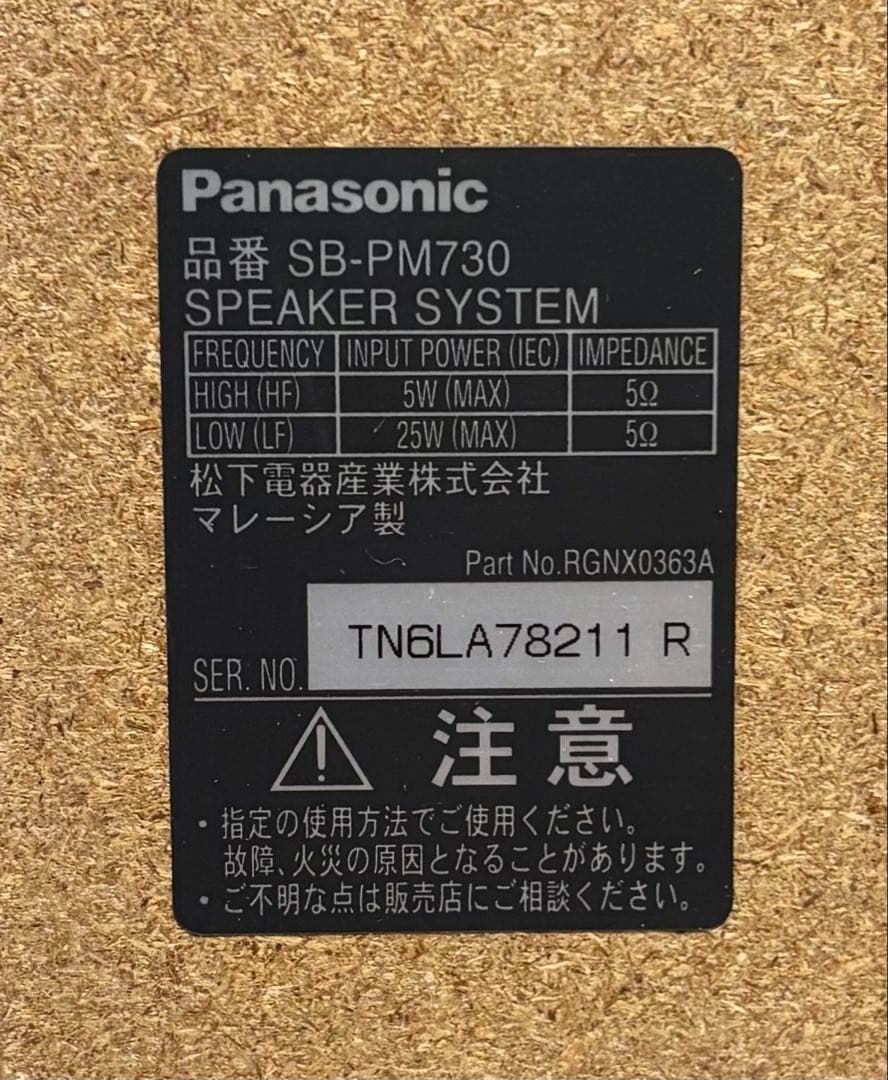 Panasonic
品番 SB-PM730
SPEAKER SYSTEM
FREQUENCY INPUT POWER (IEC) IMPEDANCE
HIGH (HF) 5W (MAX) 5Ω
LOW (LF) 25W (MAX) 5Ω
松下電器産業株式会社
マレーシア製
Part No.RGNX0363A
SER. NO. TN6LA78211 R
注意
・指定の使用方法でご使用ください。
故障、火災の原因となることがあります。
・ご不明な点は販売店にご相談ください。